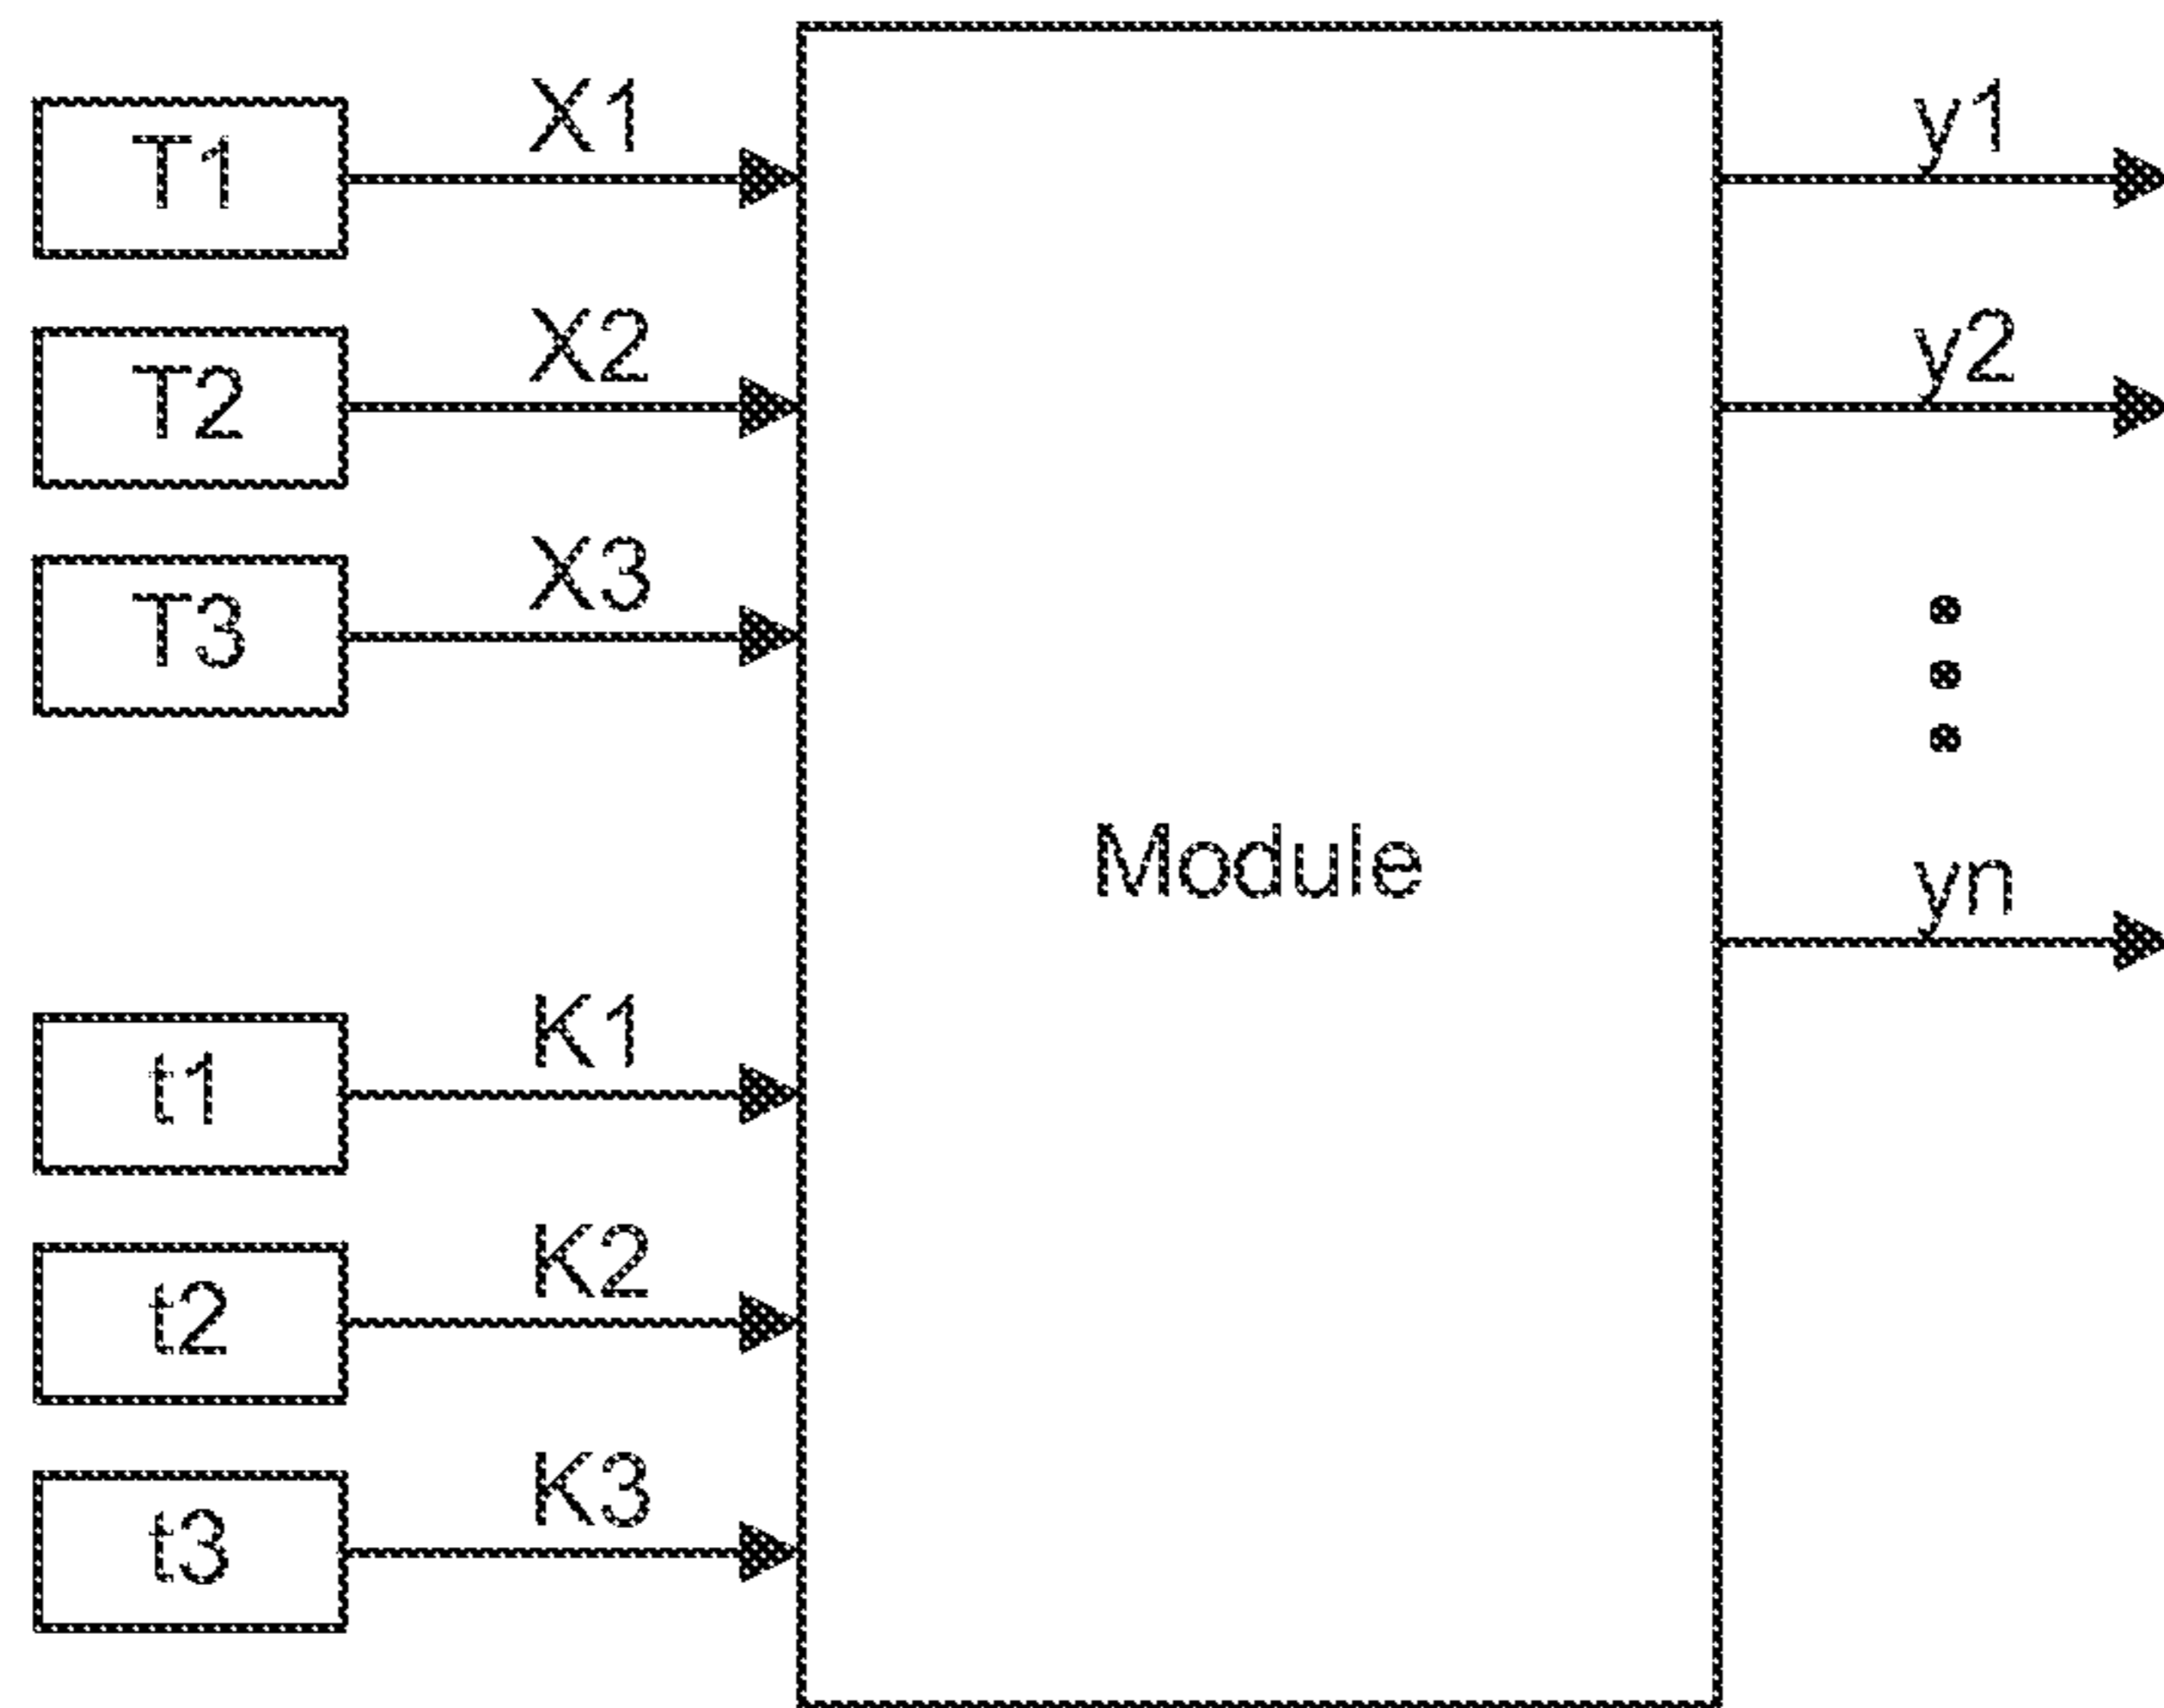 T1 X1 y1
T2 X2 y2
T3 X3
Module
yn
t1 K1
t2 K2
t3 K3